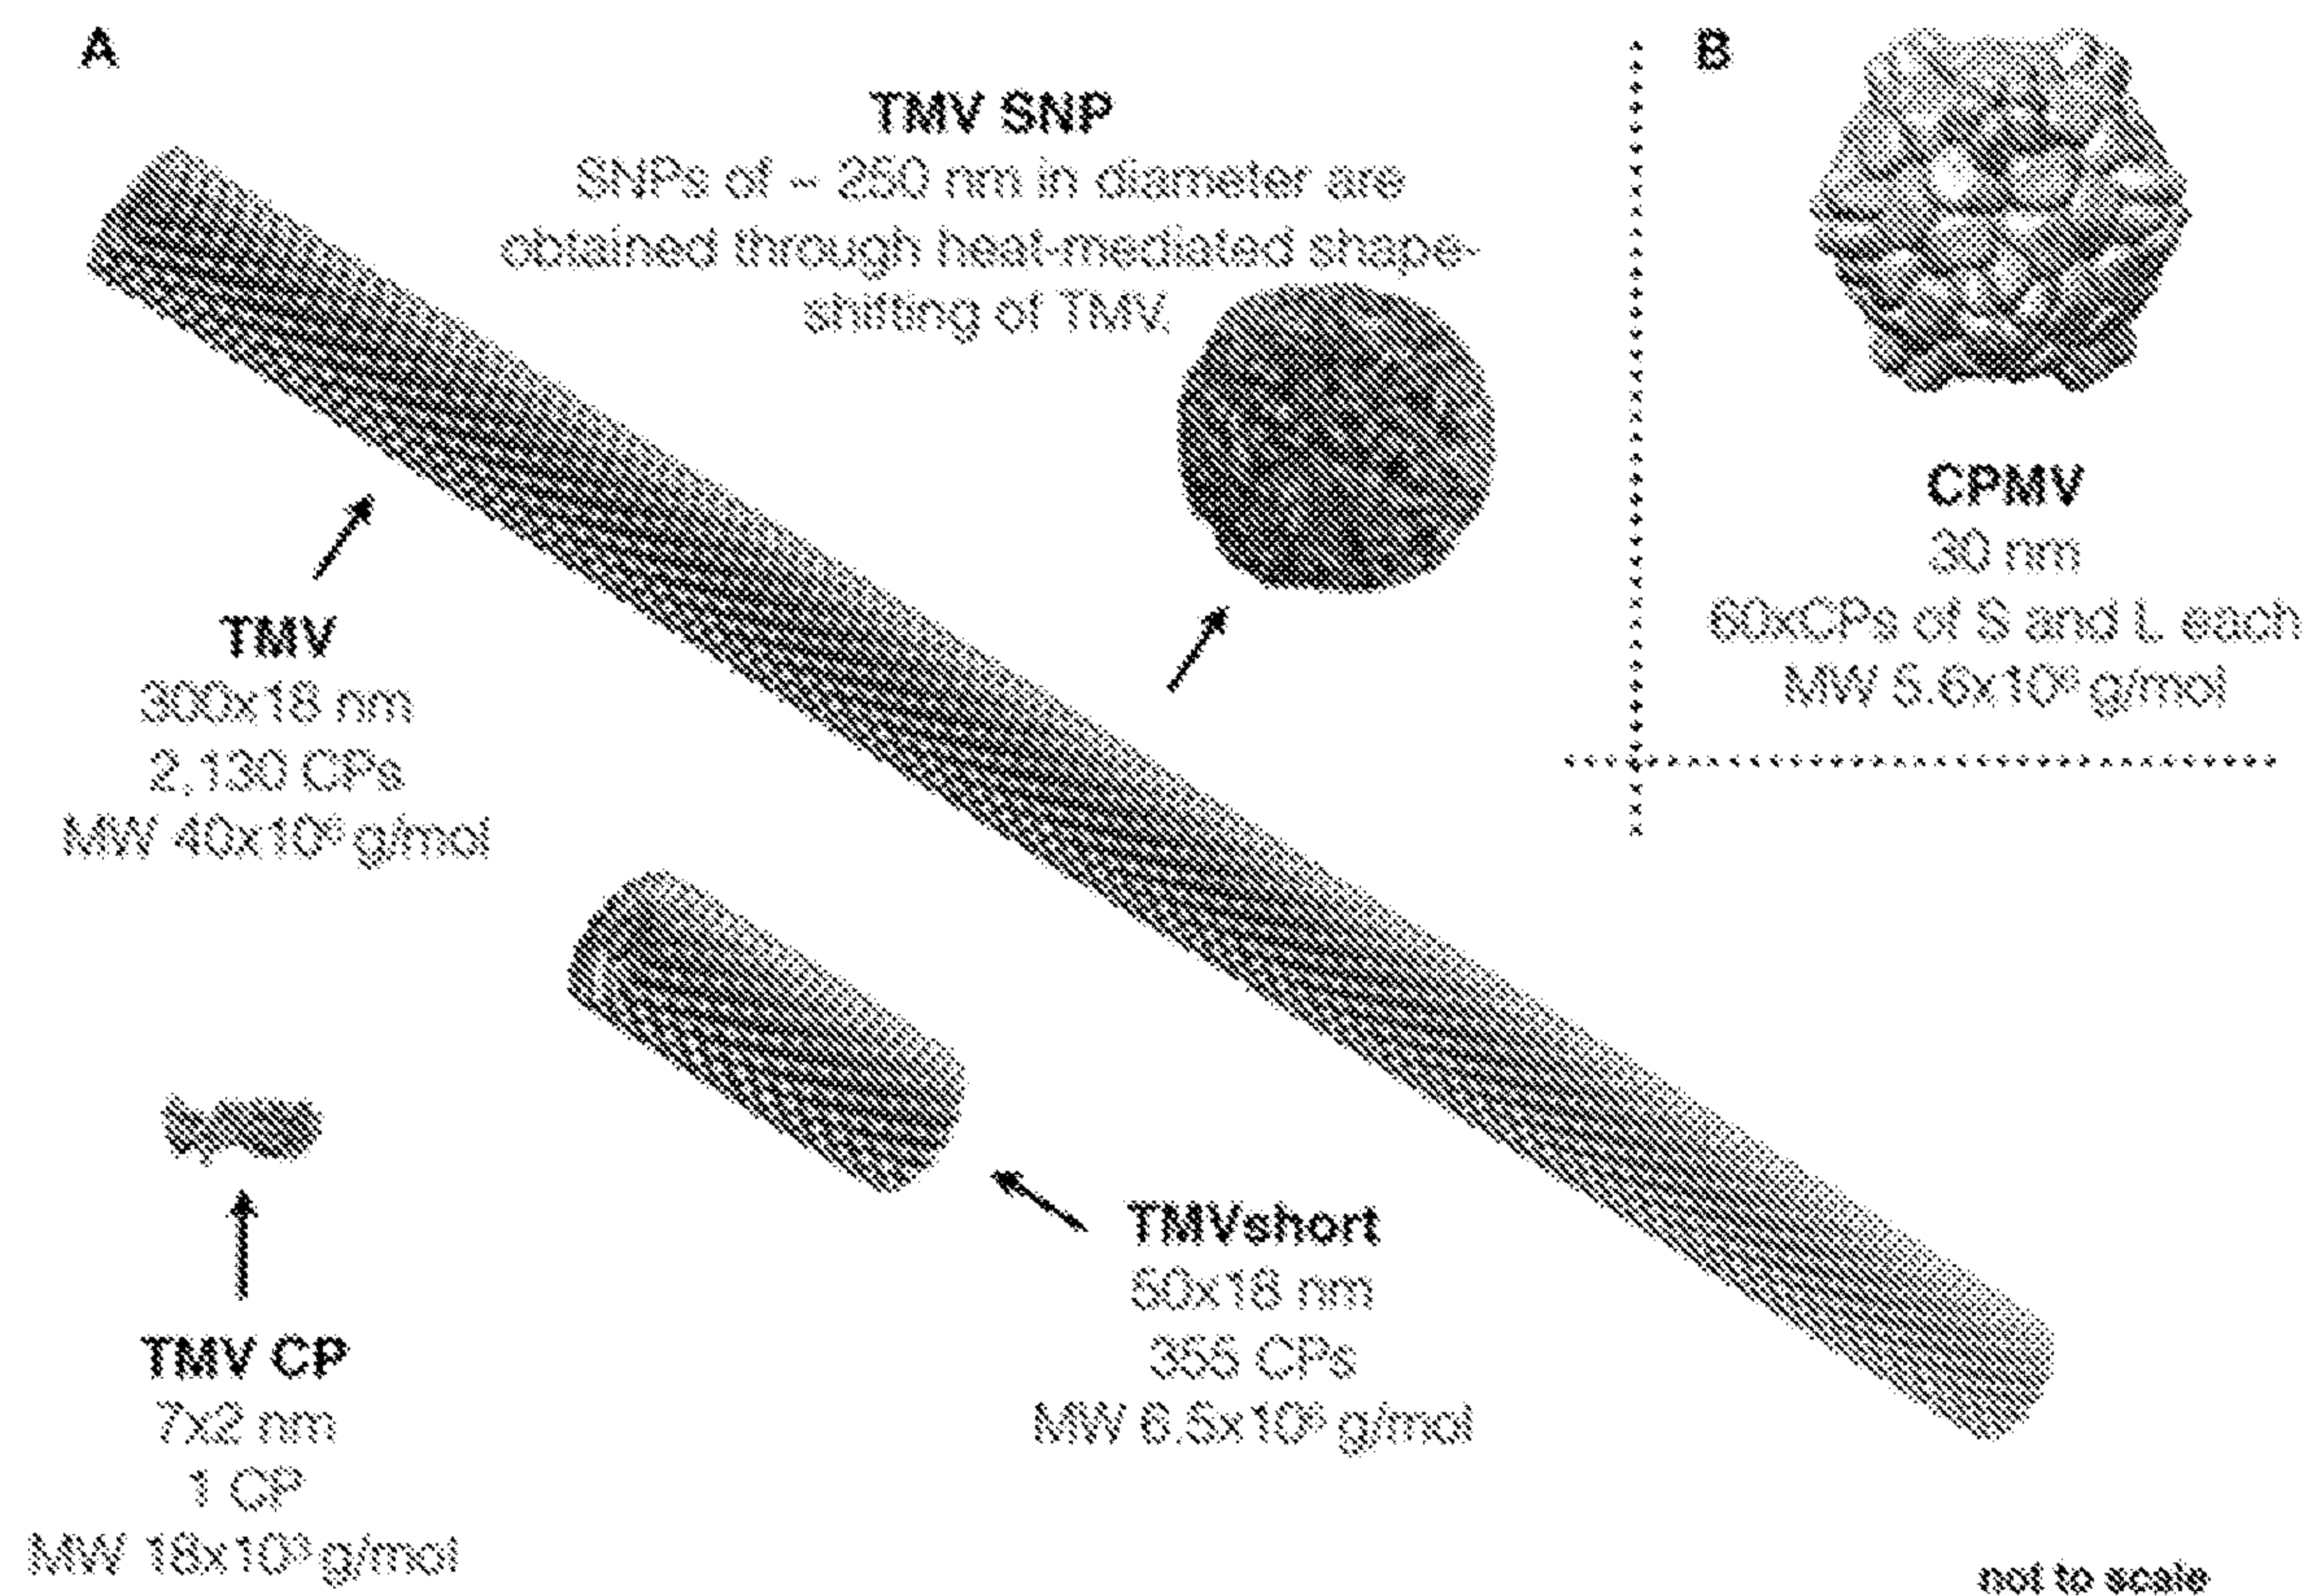 A
TMV SNP
SNPs of ~ 250 nm in diameter are
obtained through heat-mediated shape-
shifting of TMV.
TMV
300x18 nm
2,130 CPs
MW 40x10⁶ g/mol
TMV CP
7x2 nm
1 CP
MW 18x10³ g/mol
TMVshort
50x18 nm
355 CPs
MW 6.5x10⁶ g/mol
B
CPMV
30 nm
60xCPs of S and L each
MW 5.6x10⁶ g/mol
not to scale